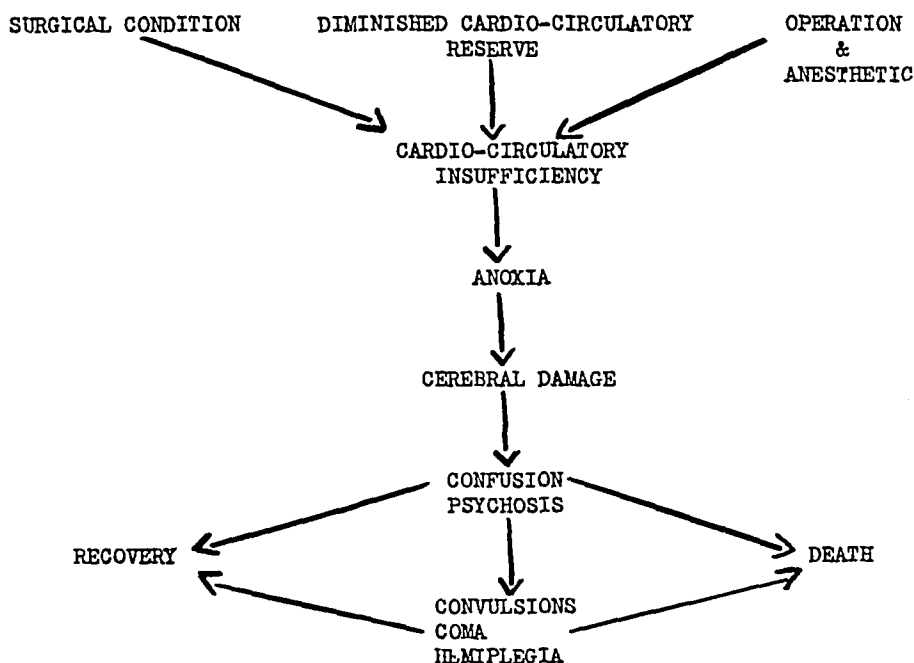 SURGICAL CONDITION
DIMINISHED CARDIO-CIRCULATORY
RESERVE
OPERATION
&
ANESTHETIC
CARDIO-CIRCULATORY
INSUFFICIENCY
ANOXIA
CEREBRAL DAMAGE
CONFUSION
PSYCHOSIS
RECOVERY
DEATH
CONVULSIONS
COMA
HEMIPLEGIA